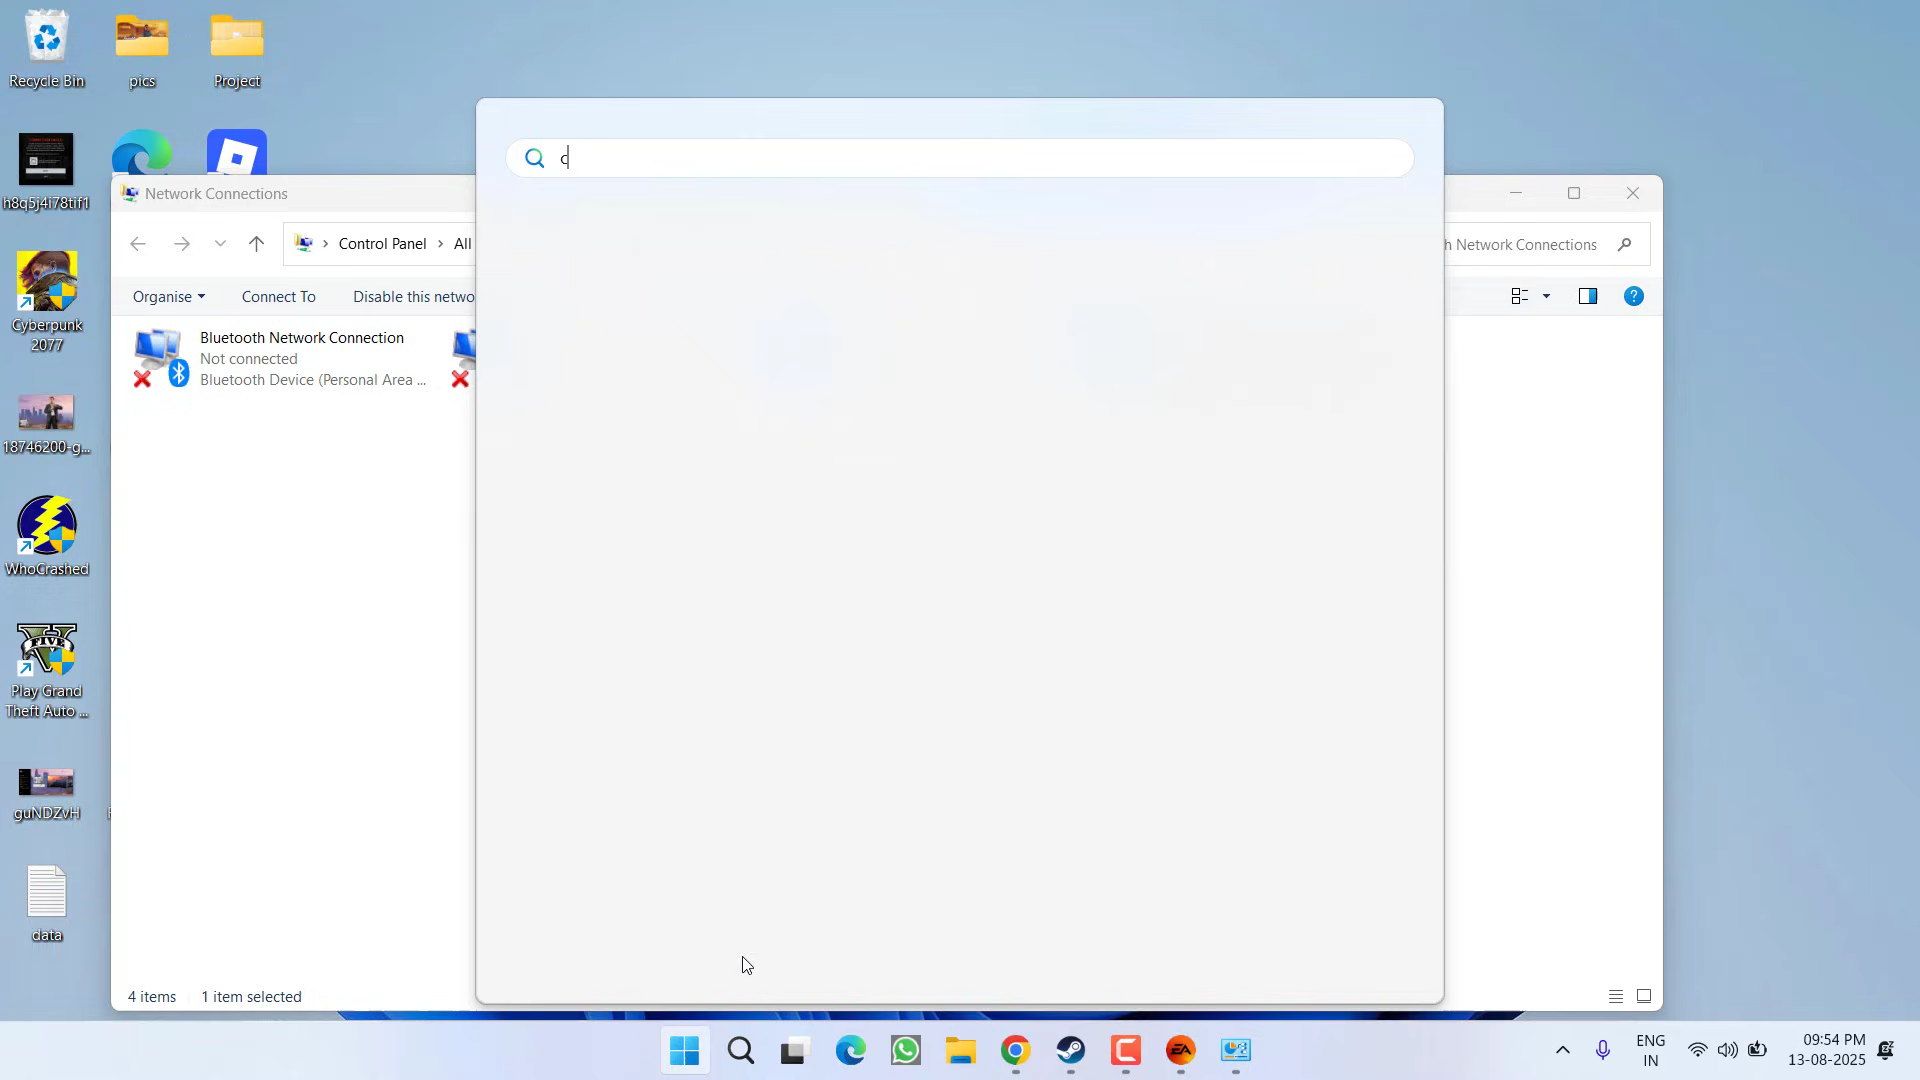 Recycle Bin
pics
Project
c
h8q5j4i78tif1
Network Connections
Control Panel
All
h Network Connections
Organise
Connect To
Disable this netwo
Bluetooth Network Connection
Not connected
Bluetooth Device (Personal Area ...
Cyberpunk
2077
18746200-g...
WhoCrashed
FIVE
Play Grand
Theft Auto ...
guNDZvH
data
4 items
1 item selected
ENG
IN
09:54 PM
13-08-2025